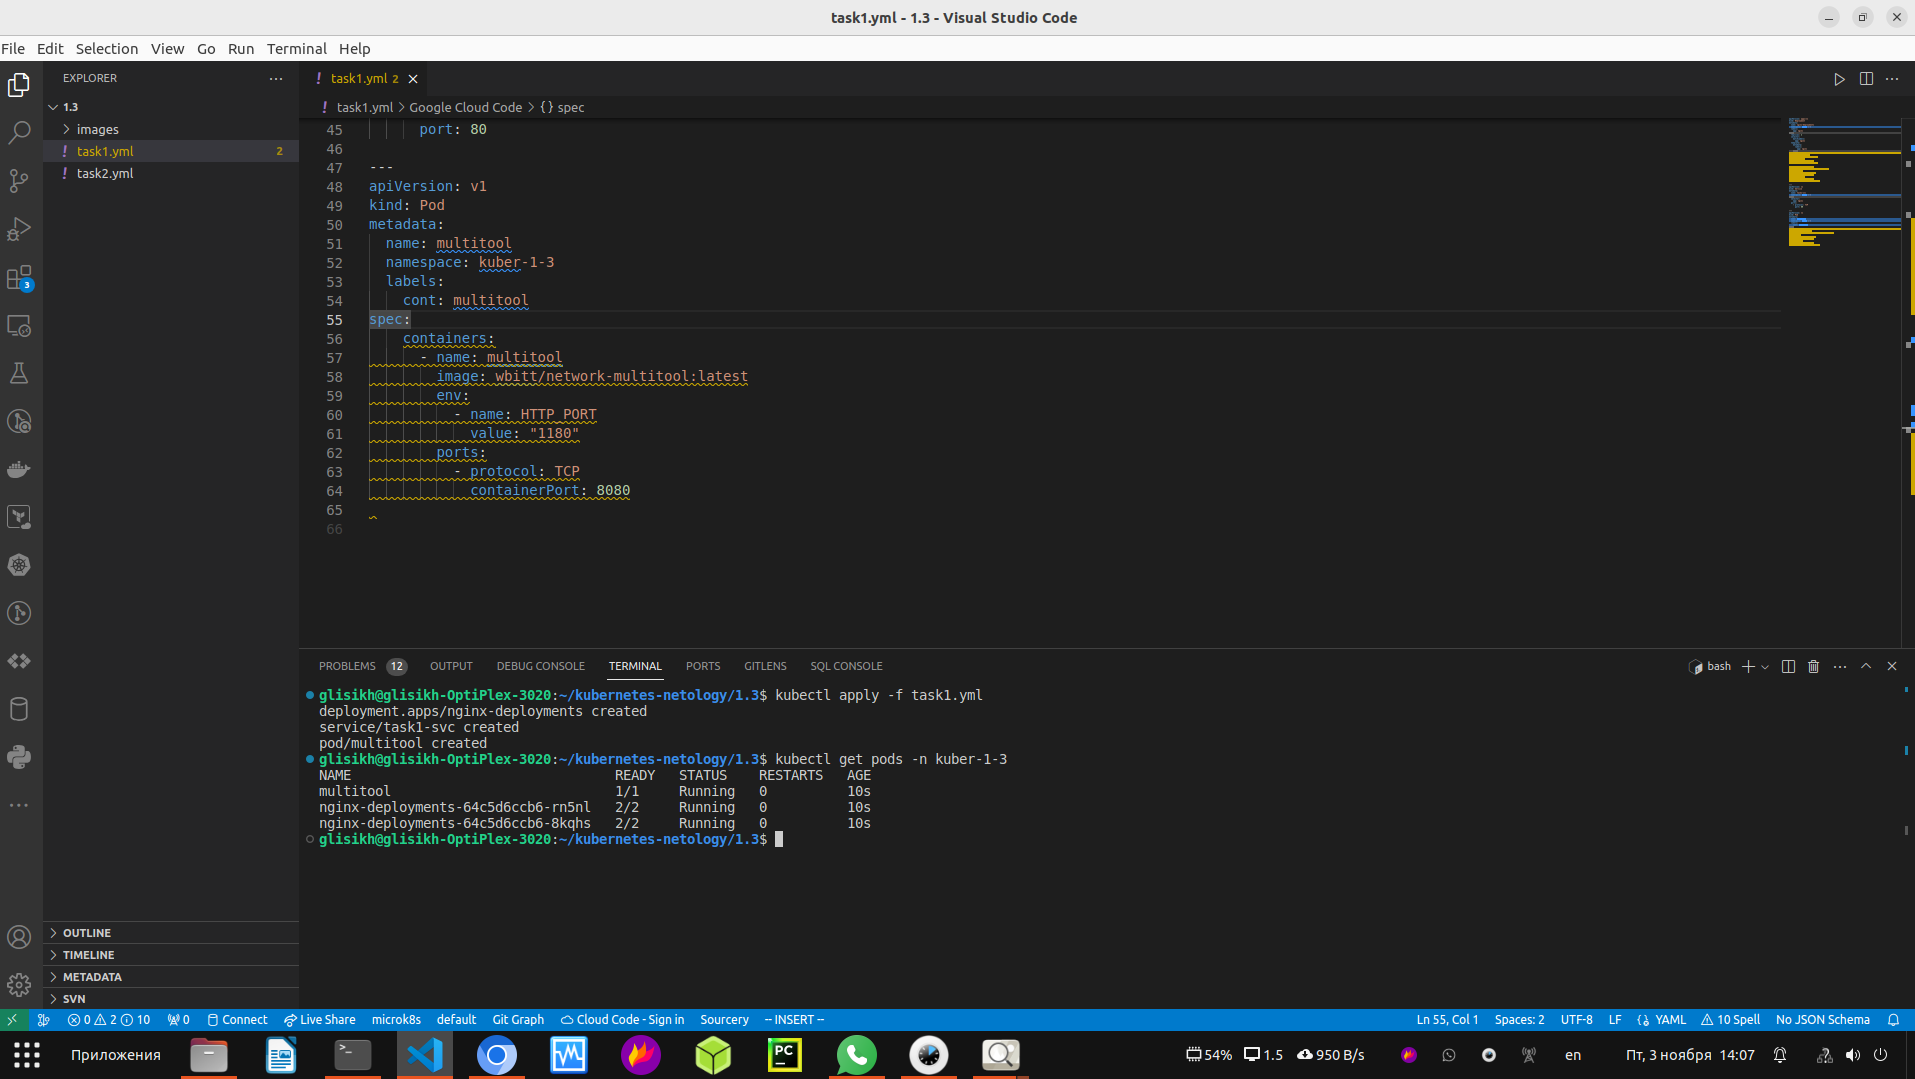 task1.yml - 1.3 - Visual Studio Code
File Edit Selection View Go Run Terminal Help
EXPLORER
1.3
images
task1.yml 2
task2.yml
3
OUTLINE
TIMELINE
METADATA
SVN
task1.yml 2
task1.yml > Google Cloud Code > {} spec
45 port: 80
46
47 ---
48 apiVersion: v1
49 kind: Pod
50 metadata:
51 name: multitool
52 namespace: kuber-1-3
53 labels:
54 cont: multitool
55 spec:
56 containers:
57 - name: multitool
58 image: wbitt/network-multitool:latest
59 env:
60 - name: HTTP_PORT
61 value: "1180"
62 ports:
63 - protocol: TCP
64 containerPort: 8080
65
66
PROBLEMS 12 OUTPUT DEBUG CONSOLE TERMINAL PORTS GITLENS SQL CONSOLE
bash
glisikh@glisikh-OptiPlex-3020:~/kubernetes-netology/1.3$ kubectl apply -f task1.yml
deployment.apps/nginx-deployments created
service/task1-svc created
pod/multitool created
glisikh@glisikh-OptiPlex-3020:~/kubernetes-netology/1.3$ kubectl get pods -n kuber-1-3
NAME READY STATUS RESTARTS AGE
multitool 1/1 Running 0 10s
nginx-deployments-64c5d6ccb6-rn5nl 2/2 Running 0 10s
nginx-deployments-64c5d6ccb6-8kqhs 2/2 Running 0 10s
glisikh@glisikh-OptiPlex-3020:~/kubernetes-netology/1.3$
0 2 10 0 Connect Live Share microk8s default Git Graph Cloud Code - Sign in Sourcery -- INSERT -- Ln 55, Col 1 Spaces: 2 UTF-8 LF YAML 10 Spell No JSON Schema
Приложения PC 54% 1.5 950 B/s en Пт, 3 ноября 14:07